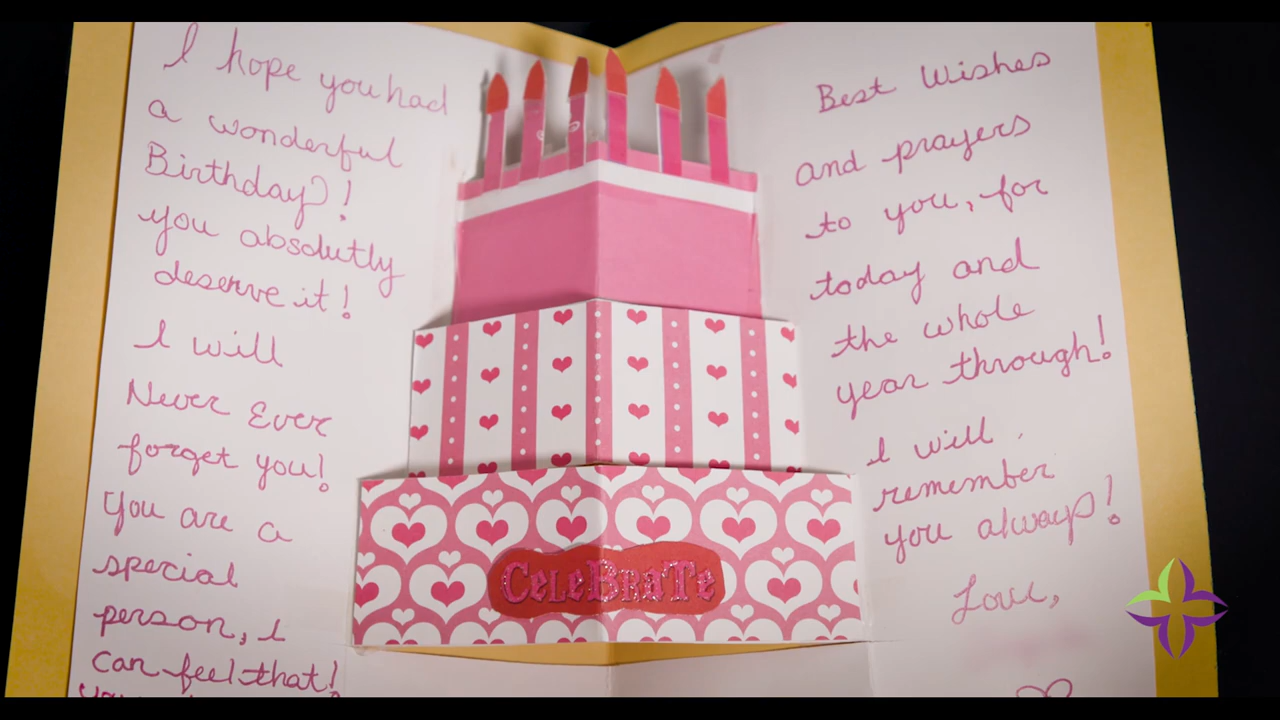 I hope you had
a wonderful
Birthday!
you absolutly
deserve it!
I will
Never Ever
forget you!
You are a
special
person, I
can feel that!
CeleBraTe
Best Wishes
and prayers
to you, for
today and
the whole
year through!
I will
remember
you always!
Love,